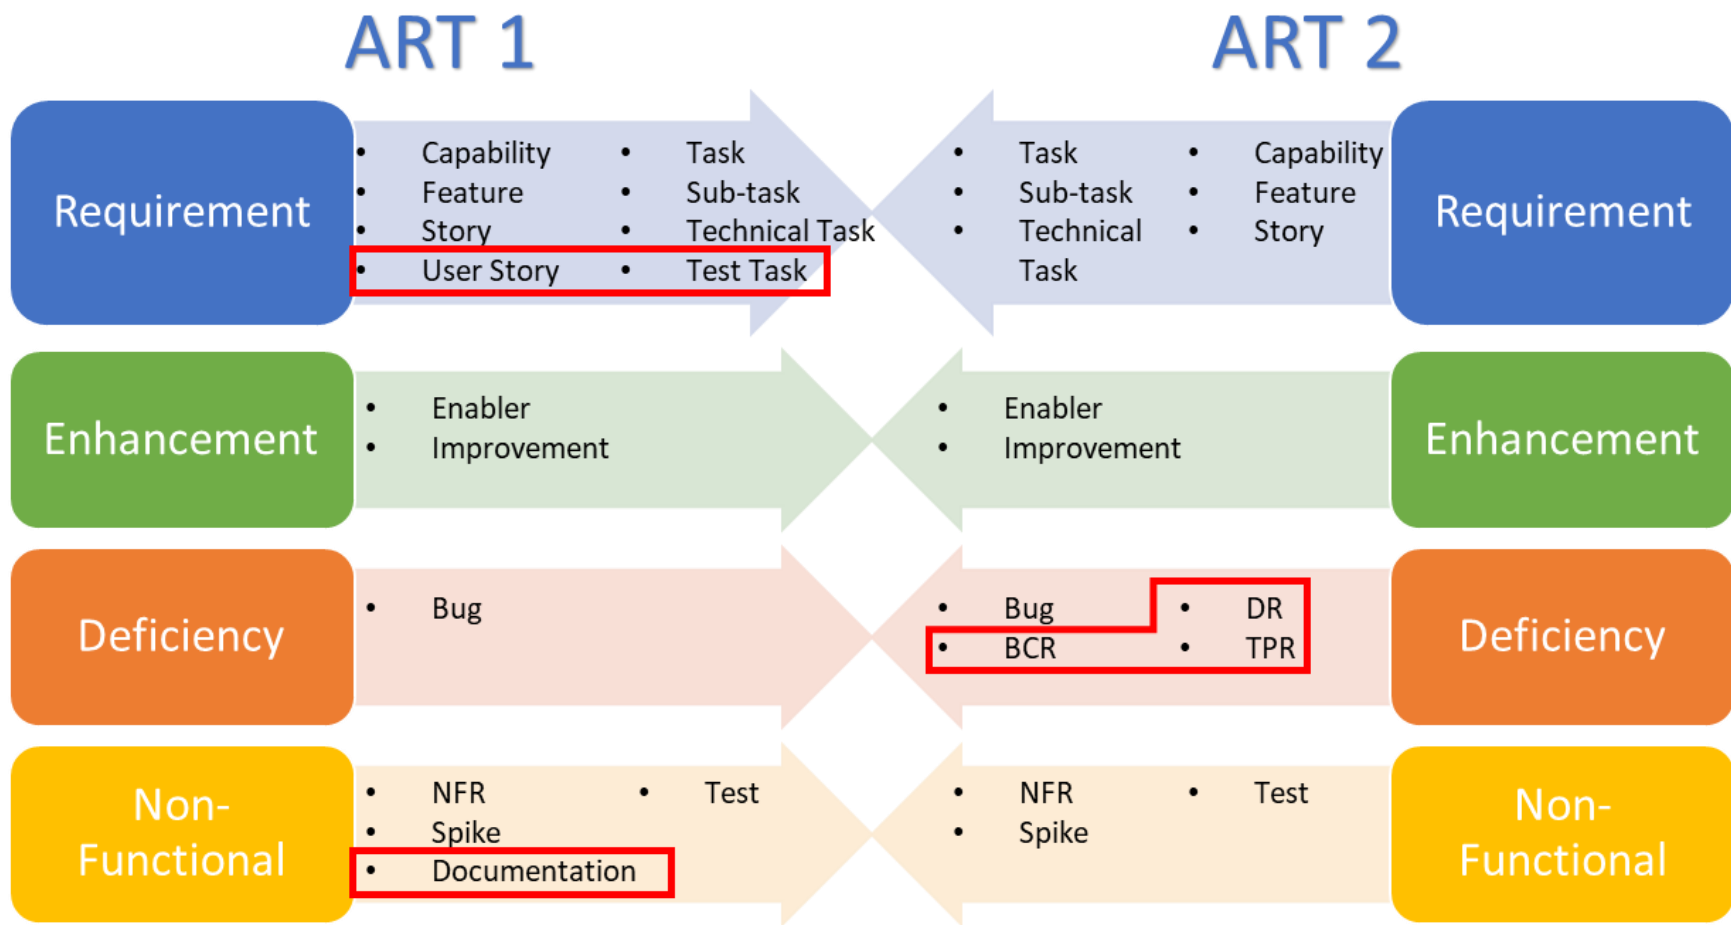 ART 1
ART 2
Requirement
• Capability
• Feature
• Story
• User Story
• Task
• Sub-task
• Technical Task
• Test Task
• Task
• Sub-task
• Technical
Task
• Capability
• Feature
• Story
Requirement
Enhancement
• Enabler
• Improvement
• Enabler
• Improvement
Enhancement
Deficiency
• Bug
• Bug
• BCR
• DR
• TPR
Deficiency
Non-
Functional
• NFR
• Spike
• Documentation
• Test
• NFR
• Spike
• Test
Non-
Functional